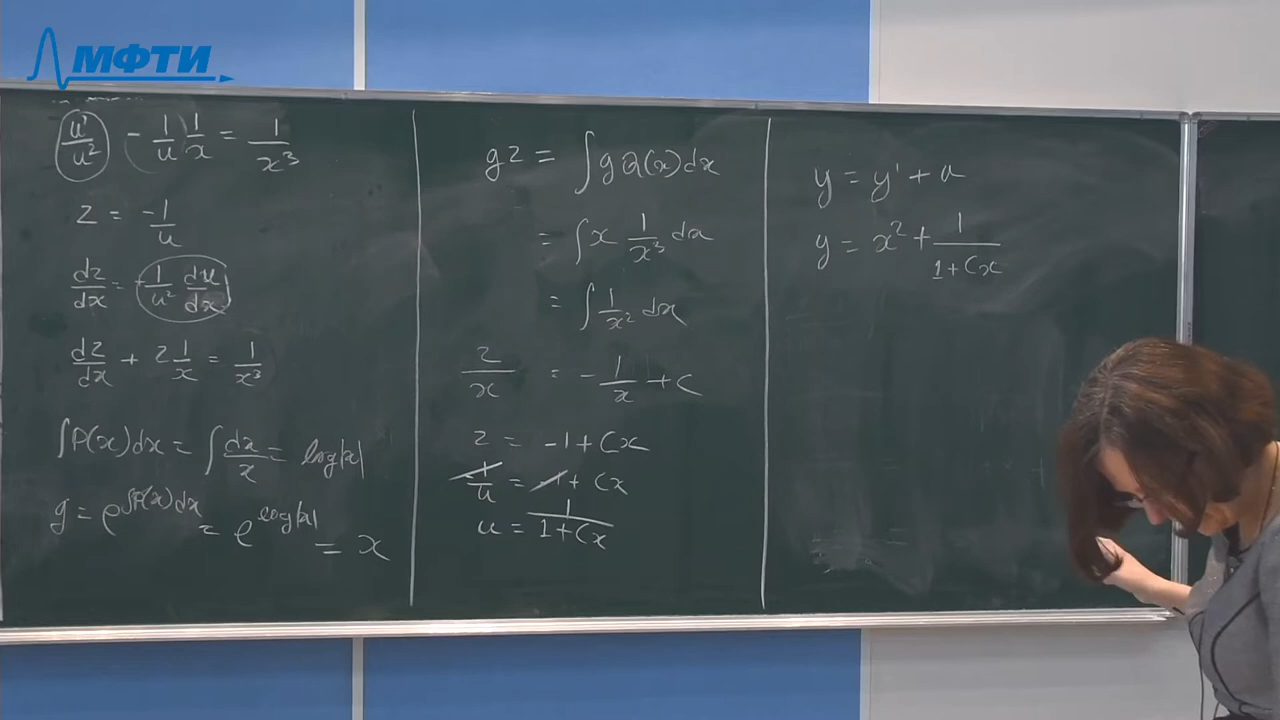 МФТИ
u'/u² - 1/u 1/x = 1/x³
z = -1/u
dz/dx = -1/u² du/dx
dz/dx + z 1/x = 1/x³
∫P(x)dx = ∫dx/x = log|x|
g = e^∫P(x)dx = e^log|x| = x
gz = ∫g Q(x)dx
= ∫x 1/x³ dx
= ∫1/x² dx
z/x = -1/x + c
z = -1 + Cx
-1/u = -1 + Cx
u = 1/(1+Cx)
y = y' + u
y = x² + 1/(1+Cx)